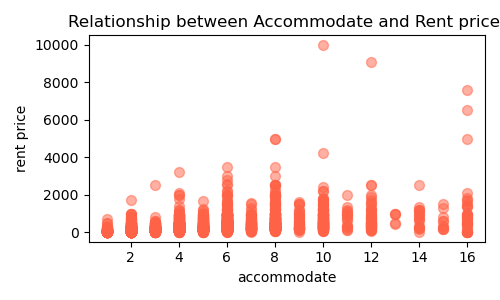 Relationship between Accommodate and Rent price
10000
8000
6000
4000
2000
0
rent price
2 4 6 8 10 12 14 16
accommodate